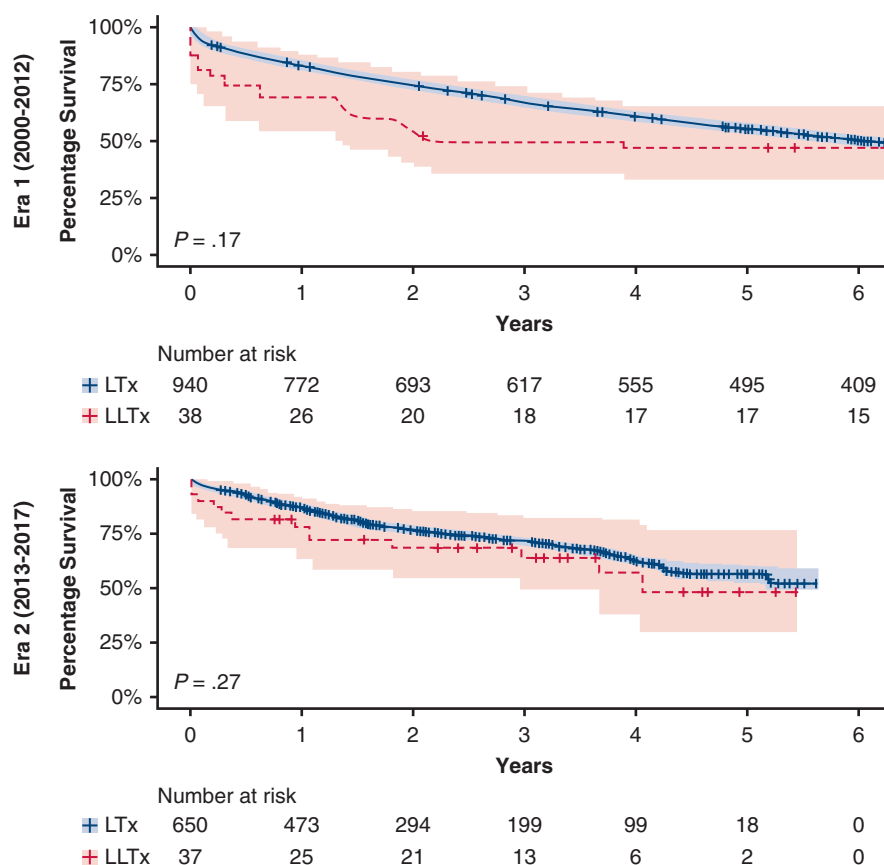 Era 1 (2000-2012)
Percentage Survival
100%
75%
50%
25%
0%
P = .17
0 1 2 3 4 5 6
Years
Number at risk
LTx 940 772 693 617 555 495 409
LLTx 38 26 20 18 17 17 15
Era 2 (2013-2017)
Percentage Survival
100%
75%
50%
25%
0%
P = .27
0 1 2 3 4 5 6
Years
Number at risk
LTx 650 473 294 199 99 18 0
LLTx 37 25 21 13 6 2 0